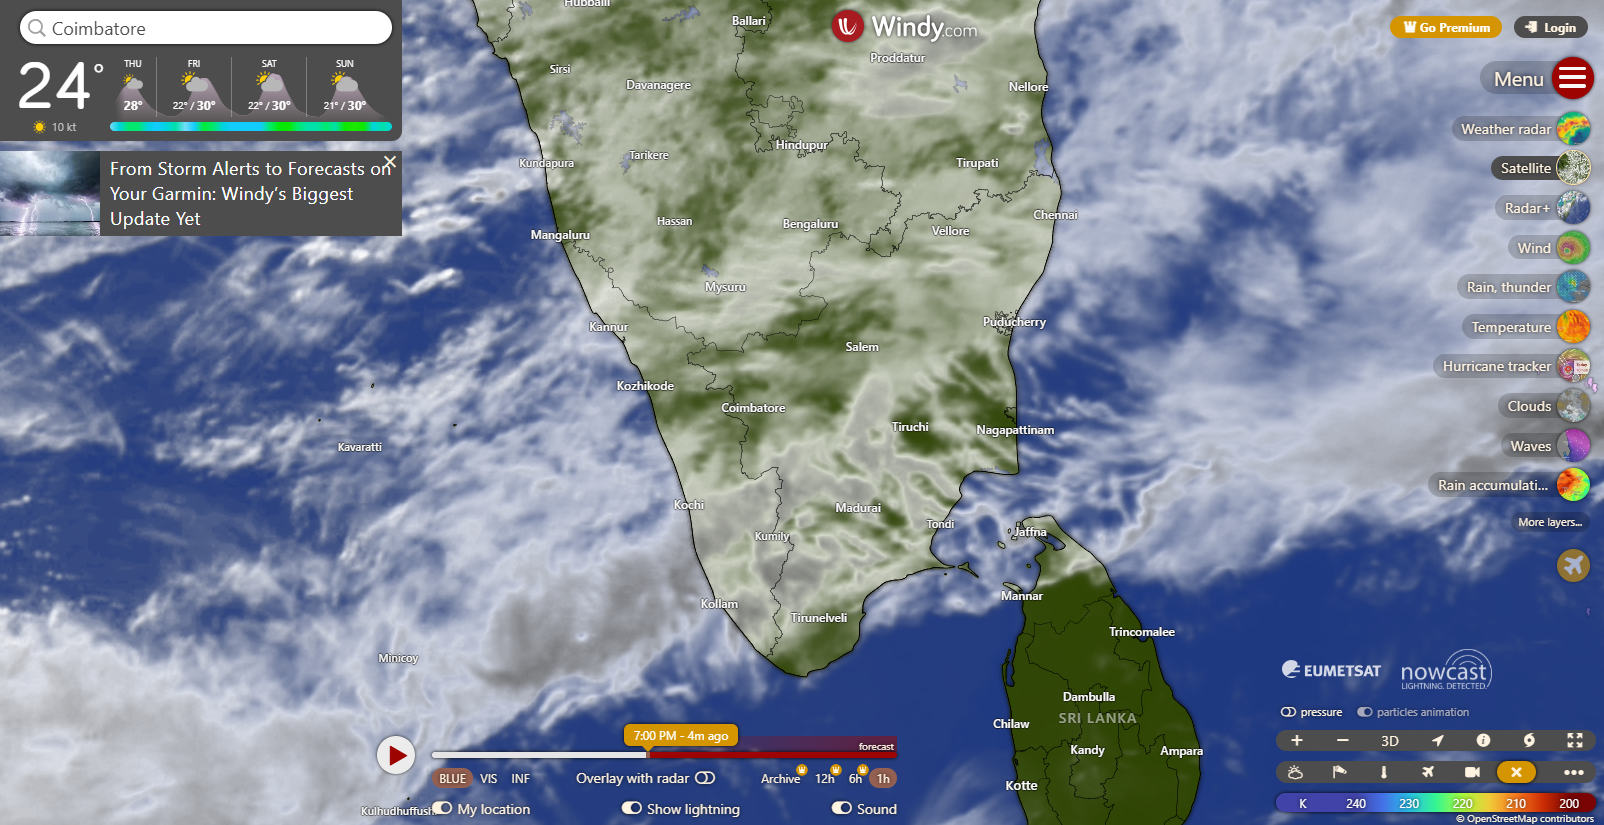 Coimbatore
24°
10 kt
THU
28°
FRI
22° / 30°
SAT
22° / 30°
SUN
21° / 30°
From Storm Alerts to Forecasts on
Your Garmin: Windy's Biggest
Update Yet
Windy.com
Go Premium
Login
Menu
Weather radar
Satellite
Radar+
Wind
Rain, thunder
Temperature
Hurricane tracker
Clouds
Waves
Rain accumulati...
More layers...
Hubballi
Ballari
Proddatur
Sirsi
Davanagere
Nellore
Hindupur
Kundapura
Tarikere
Tirupati
Hassan
Bengaluru
Chennai
Mangaluru
Vellore
Mysuru
Kannur
Puducherry
Salem
Kozhikode
Coimbatore
Tiruchi
Nagapattinam
Kavaratti
Kochi
Madurai
Tondi
Kumily
Jaffna
Mannar
Kollam
Tirunelveli
Trincomalee
Minicoy
Dambulla
SRI LANKA
Chilaw
Kandy
Ampara
Kotte
Kulhudhuffushi
7:00 PM - 4m ago
forecast
BLUE
VIS
INF
Overlay with radar
Archive
12h
6h
1h
My location
Show lightning
Sound
EUMETSAT
nowcast
LIGHTNING. DETECTED.
pressure
particles animation
3D
K 240 230 220 210 200
© OpenStreetMap contributors